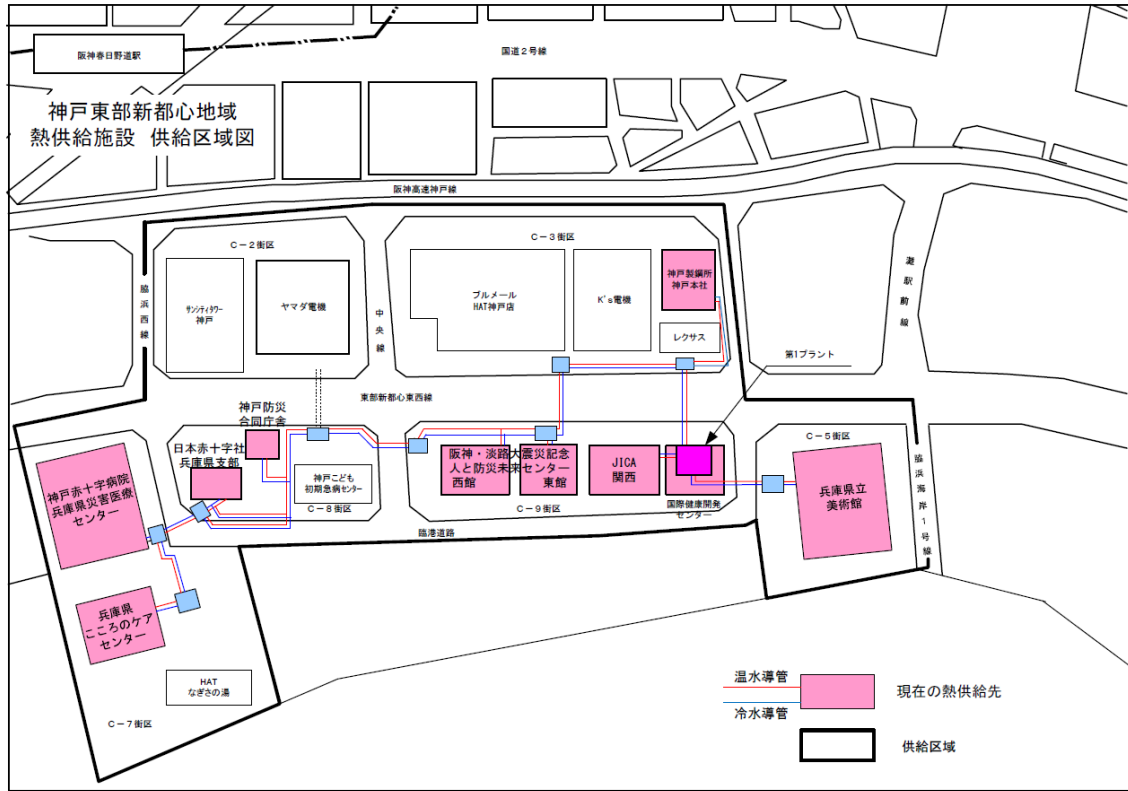 阪神春日野道駅
国道2号線
神戸東部新都心地域
熱供給施設 供給区域図
阪神高速神戸線
C-2街区
C-3街区
脇浜西線
サンシティタワー
神戸
ヤマダ電機
中央線
ブルメール
HAT神戸店
K's電機
神戸製鋼所
神戸本社
レクサス
灘駅前線
第1プラント
東部新都心東西線
神戸防災
合同庁舎
日本赤十字社
兵庫県支部
神戸こども
初期急病センター
C-8街区
阪神・淡路大震災記念
人と防災未来センター
西館
東館
JICA
関西
国際健康開発
センター
C-9街区
C-5街区
兵庫県立
美術館
脇浜海岸1号線
臨港道路
神戸赤十字病院
兵庫県災害医療
センター
兵庫県
こころのケア
センター
HAT
なぎさの湯
C-7街区
温水導管
冷水導管
現在の熱供給先
供給区域